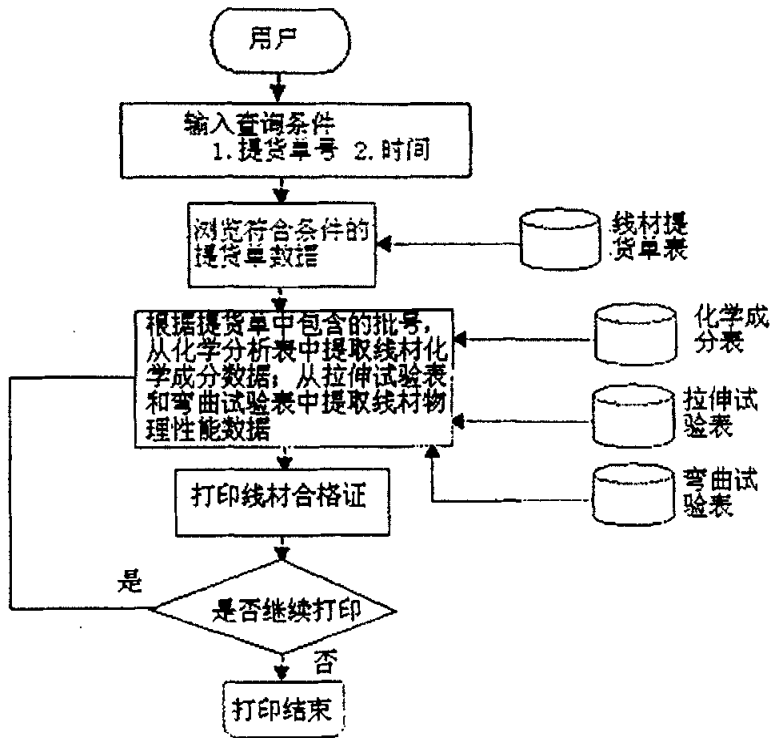 用户
输入查询条件
1.提货单号 2.时间
浏览符合条件的
提货单数据
线材提
货单表
根据提货单中包含的批号，
从化学分析表中提取线材化
学成分数据；从拉伸试验表
和弯曲试验表中提取线材物
理性能数据
化学成
分表
拉伸试
验表
弯曲试
验表
打印线材合格证
是
是否继续打印
否
打印结束